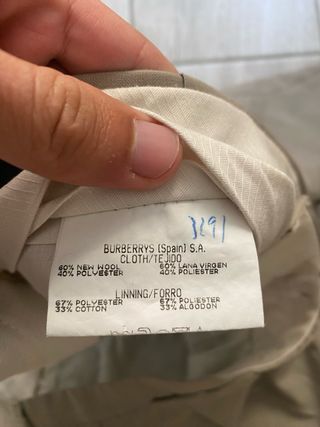 BURBERRYS (Spain) S.A.
CLOTH/TEJIDO
60% NEW WOOL 60% LANA VIRGEN
40% POLYESTER 40% POLIESTER
LINNING/FORRO
67% POLYESTER 67% POLIESTER
33% COTTON 33% ALGODON